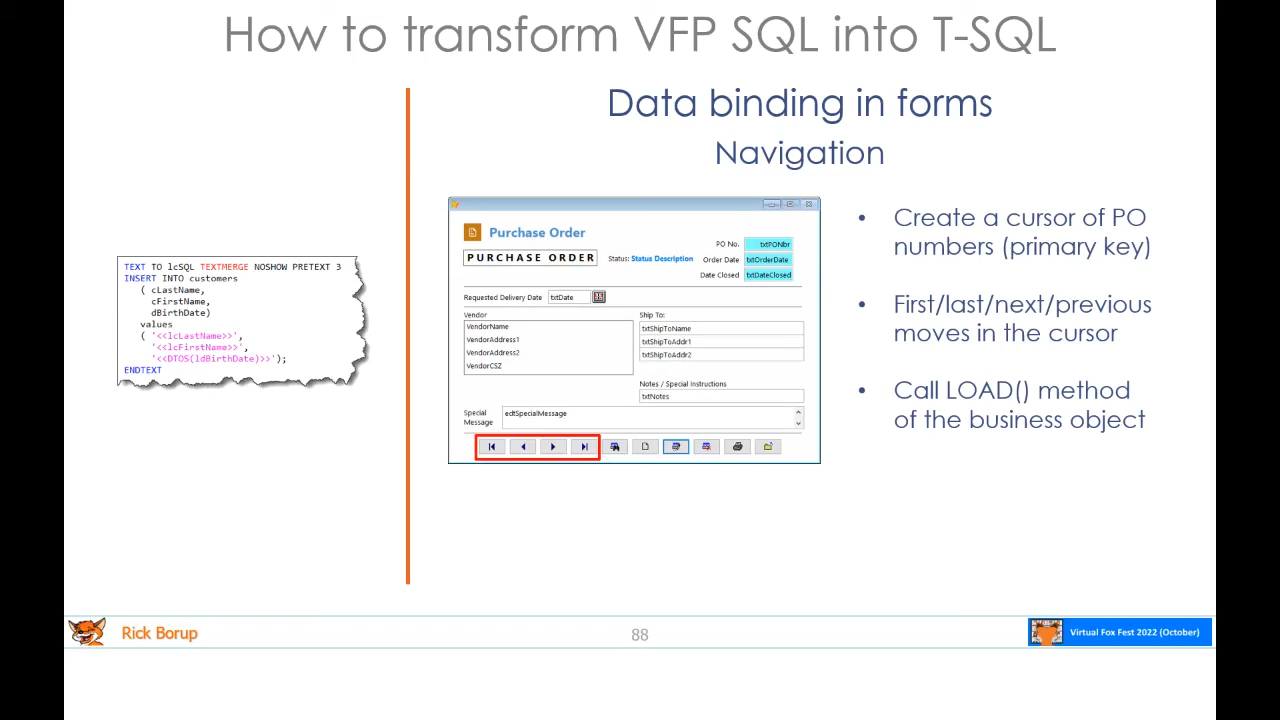 How to transform VFP SQL into T-SQL
TEXT TO lcSQL TEXTMERGE NOSHOW PRETEXT 3
INSERT INTO customers
( cLastName,
cFirstName,
dBirthDate)
values
( '<<lcLastName>>',
'<<lcFirstName>>',
'<<DTOS(ldBirthDate)>>');
ENDTEXT
Data binding in forms
Navigation
Purchase Order
PURCHASE ORDER
Status: Status Description
PO No. txtPONbr
Order Date txtOrderDate
Date Closed txtDateClosed
Requested Delivery Date txtDate
Vendor
VendorName
VendorAddress1
VendorAddress2
VendorCSZ
Ship To:
txtShipToName
txtShipToAddr1
txtShipToAddr2
Notes / Special Instructions
txtNotes
Special
Message
edtSpecialMessage
• Create a cursor of PO
numbers (primary key)
• First/last/next/previous
moves in the cursor
• Call LOAD() method
of the business object
Rick Borup
88
Virtual Fox Fest 2022 (October)